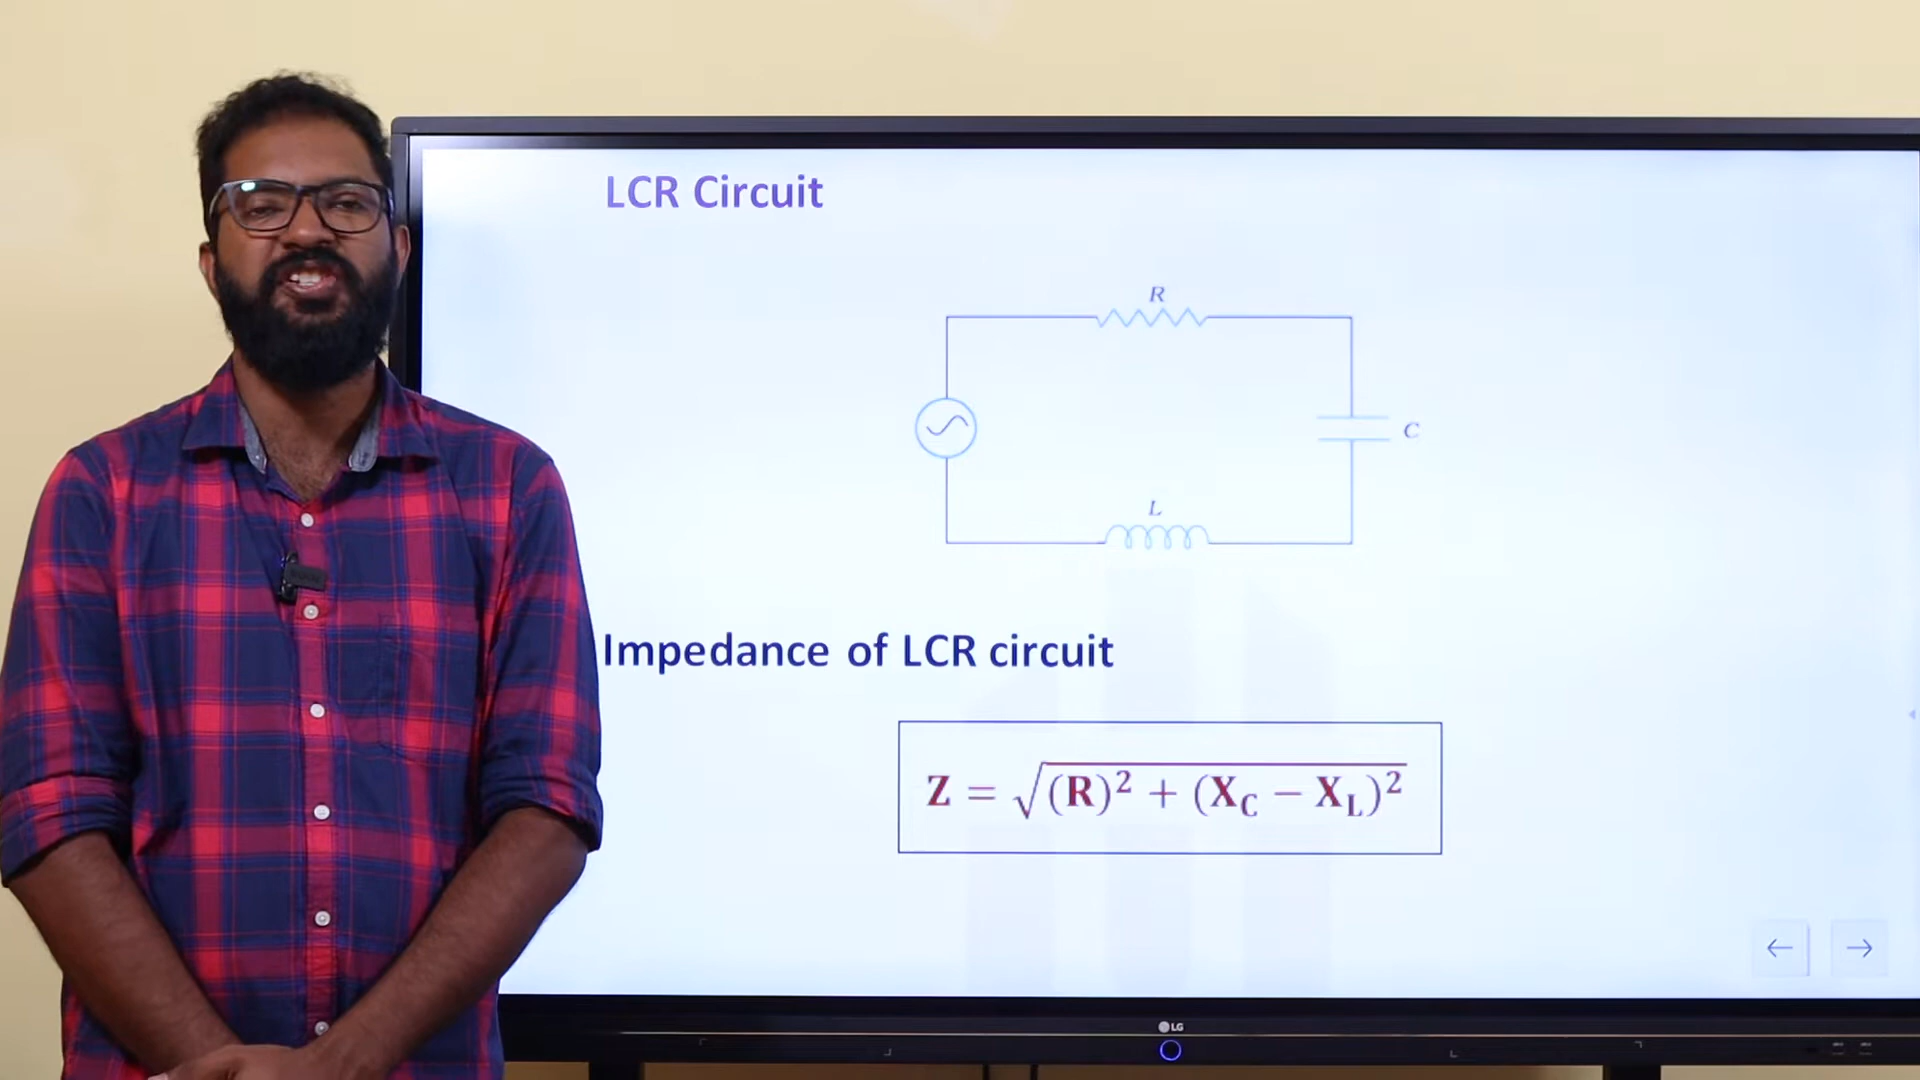 LCR Circuit
R
C
L
Impedance of LCR circuit
Z = √(R)² + (X_C − X_L)²
LG